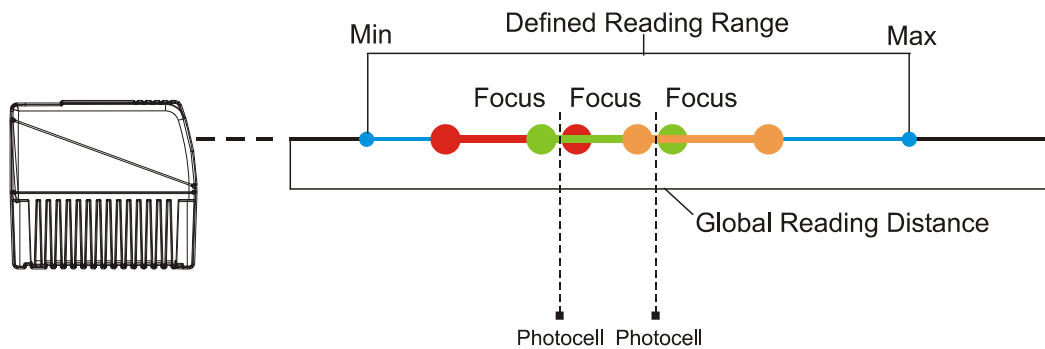 Defined Reading Range
Min
Max
Focus Focus Focus
Global Reading Distance
Photocell Photocell